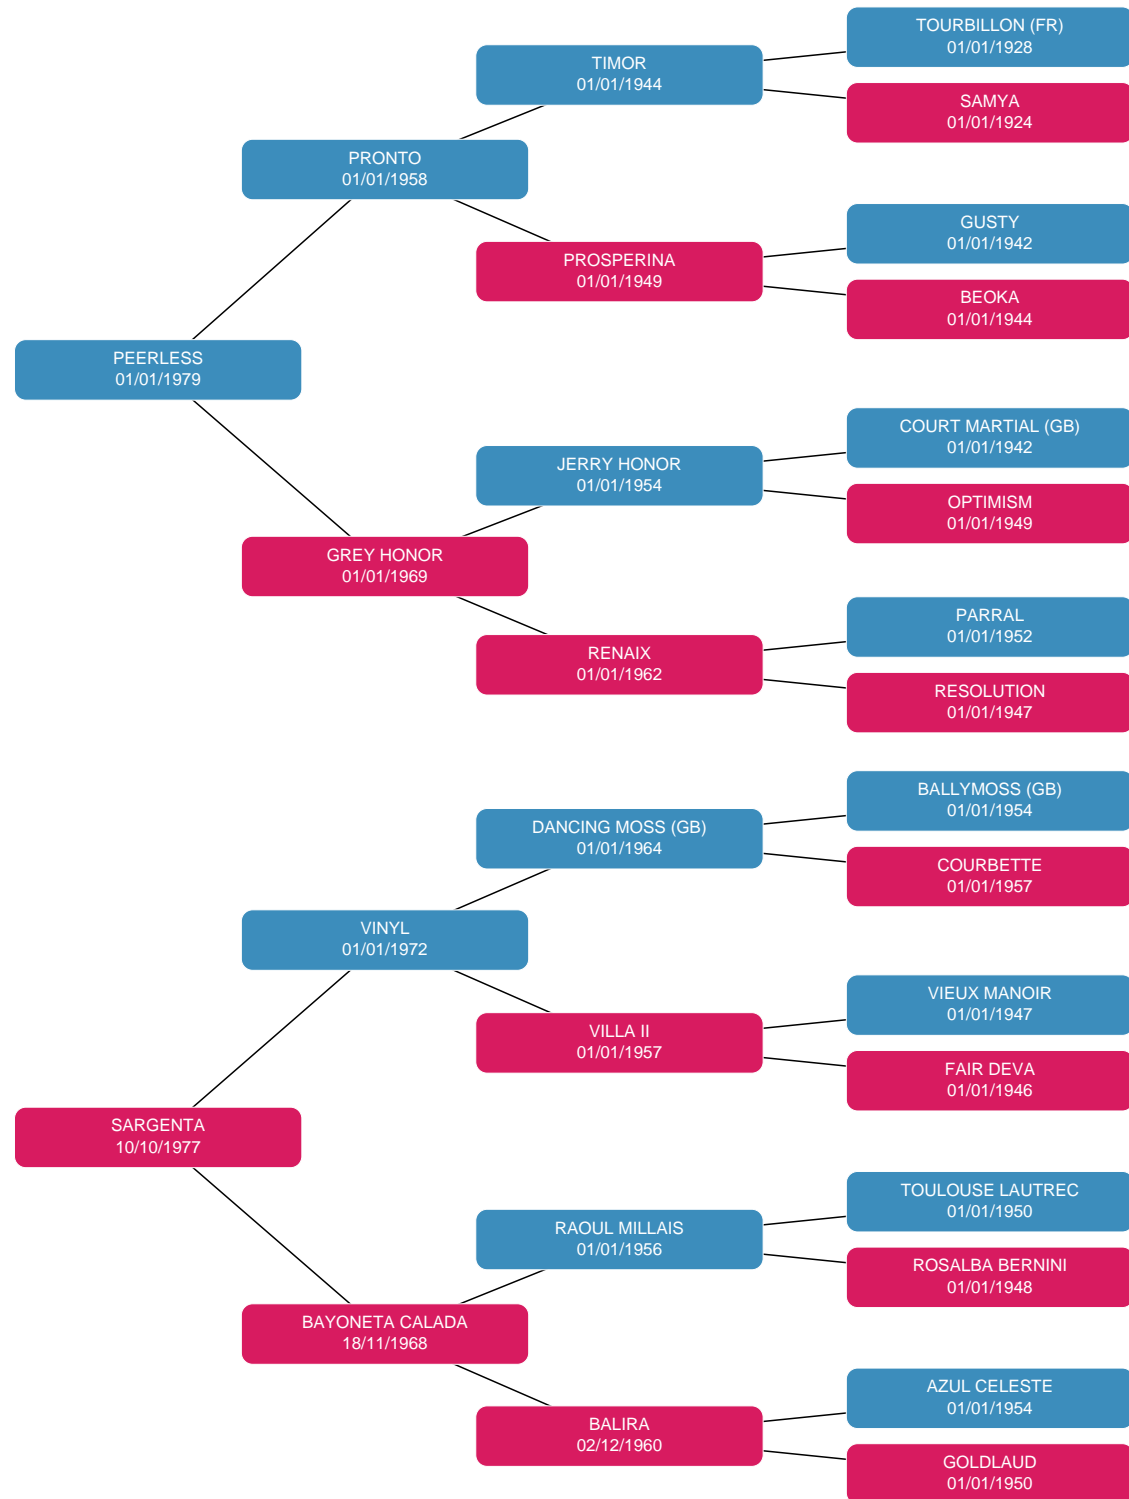 TOURBILLON (FR)
01/01/1928
TIMOR
01/01/1944
SAMYA
01/01/1924
PRONTO
01/01/1958
GUSTY
01/01/1942
PROSPERINA
01/01/1949
BEOKA
01/01/1944
PEERLESS
01/01/1979
COURT MARTIAL (GB)
01/01/1942
JERRY HONOR
01/01/1954
OPTIMISM
01/01/1949
GREY HONOR
01/01/1969
PARRAL
01/01/1952
RENAIX
01/01/1962
RESOLUTION
01/01/1947
BALLYMOSS (GB)
01/01/1954
DANCING MOSS (GB)
01/01/1964
COURBETTE
01/01/1957
VINYL
01/01/1972
VIEUX MANOIR
01/01/1947
VILLA II
01/01/1957
FAIR DEVA
01/01/1946
SARGENTA
10/10/1977
TOULOUSE LAUTREC
01/01/1950
RAOUL MILLAIS
01/01/1956
ROSALBA BERNINI
01/01/1948
BAYONETA CALADA
18/11/1968
AZUL CELESTE
01/01/1954
BALIRA
02/12/1960
GOLDLAUD
01/01/1950